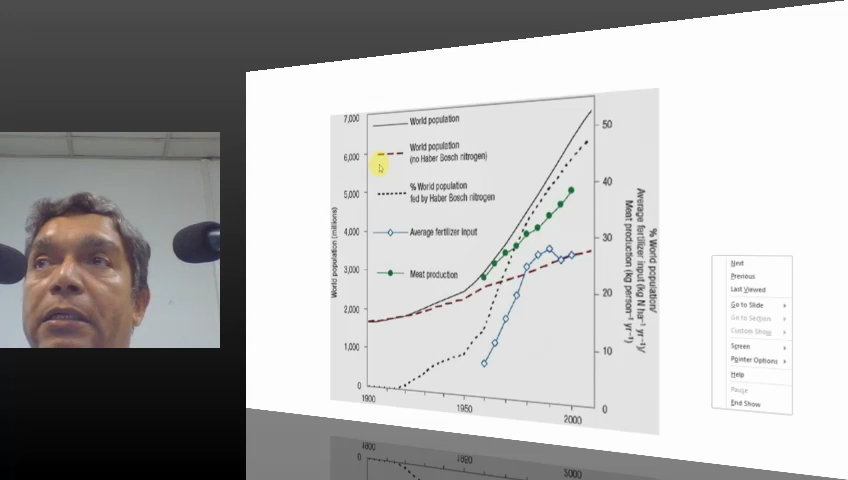 7,000
6,000
5,000
4,000
3,000
2,000
1,000
0
World population (millions)
World population
World population
(no Haber Bosch nitrogen)
% World population
fed by Haber Bosch nitrogen
Average fertilizer input
Meat production
1900
1950
2000
50
40
30
20
10
0
% World population/
Average fertilizer input (kg N ha⁻¹ yr⁻¹)/
Meat production (kg person⁻¹ yr⁻¹)
Next
Previous
Last Viewed
Go to Slide
Go to Section
Custom Show
Screen
Pointer Options
Help
Pause
End Show